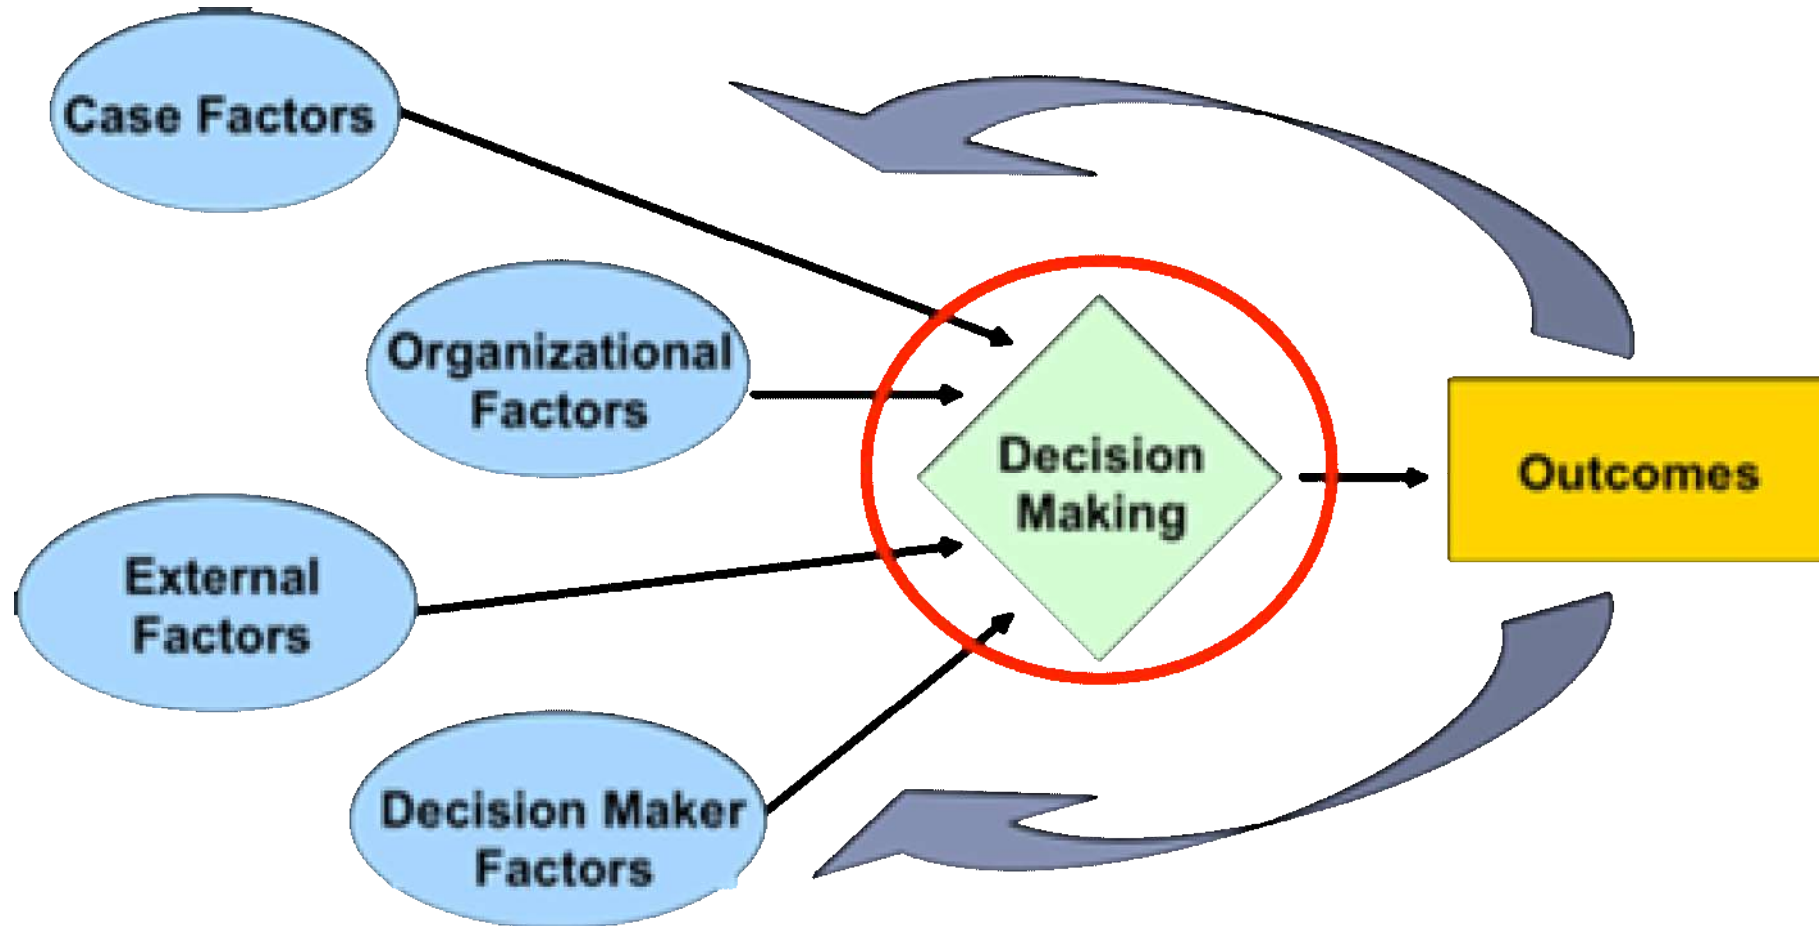 Case Factors
Organizational
Factors
Decision
Making
Outcomes
External
Factors
Decision Maker
Factors